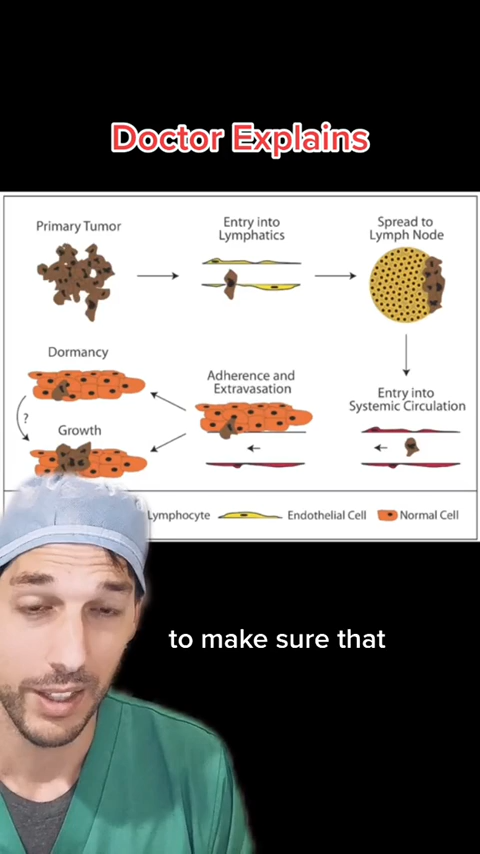 Doctor Explains
Primary Tumor
Entry into
Lymphatics
Spread to
Lymph Node
Dormancy
Adherence and
Extravasation
Entry into
Systemic Circulation
?
Growth
Lymphocyte
Endothelial Cell
Normal Cell
to make sure that